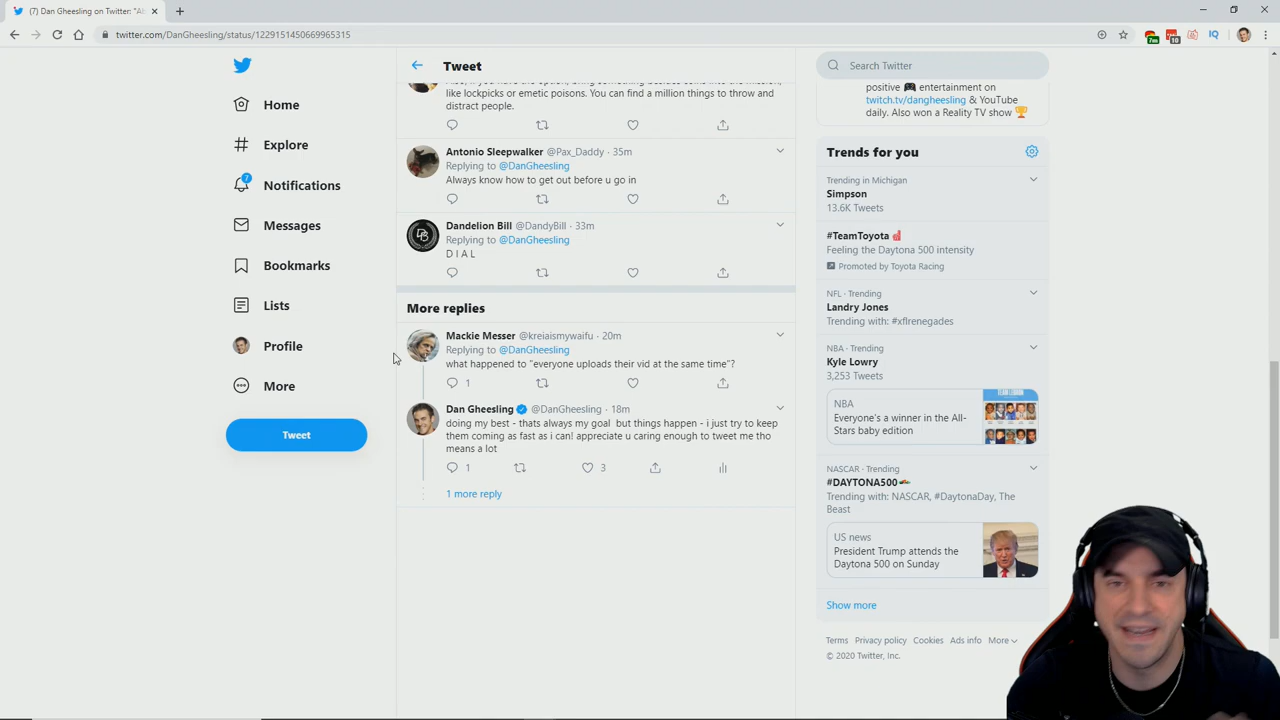 (7) Dan Gheesling on Twitter: "Al
twitter.com/DanGheesling/status/1229151450669965315
7m
10
IQ
Home
Explore
7
Notifications
Messages
Bookmarks
Lists
Profile
More
Tweet
Tweet
like lockpicks or emetic poisons. You can find a million things to throw and
distract people.
Antonio Sleepwalker @Pax_Daddy · 35m
Replying to @DanGheesling
Always know how to get out before u go in
DB
Dandelion Bill @DandyBill · 33m
Replying to @DanGheesling
D I A L
More replies
Mackie Messer @kreiaismywaifu · 20m
Replying to @DanGheesling
what happened to "everyone uploads their vid at the same time"?
1
Dan Gheesling @DanGheesling · 18m
doing my best - thats always my goal but things happen - i just try to keep
them coming as fast as i can! appreciate u caring enough to tweet me tho
means a lot
1
3
1 more reply
Search Twitter
positive 🎮 entertainment on
twitch.tv/dangheesling & YouTube
daily. Also won a Reality TV show 🏆
Trends for you
Trending in Michigan
Simpson
13.6K Tweets
#TeamToyota
Feeling the Daytona 500 intensity
Promoted by Toyota Racing
NFL · Trending
Landry Jones
Trending with: #xflrenegades
NBA · Trending
Kyle Lowry
3,253 Tweets
NBA
Everyone's a winner in the All-
Stars baby edition
NASCAR · Trending
#DAYTONA500
Trending with: NASCAR, #DaytonaDay, The
Beast
US news
President Trump attends the
Daytona 500 on Sunday
Show more
Terms Privacy policy Cookies Ads info More
© 2020 Twitter, Inc.